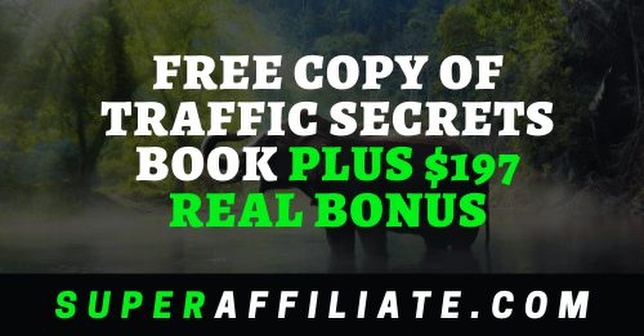 FREE COPY OF
TRAFFIC SECRETS
BOOK PLUS $197
REAL BONUS
SUPERAFFILIATE.COM